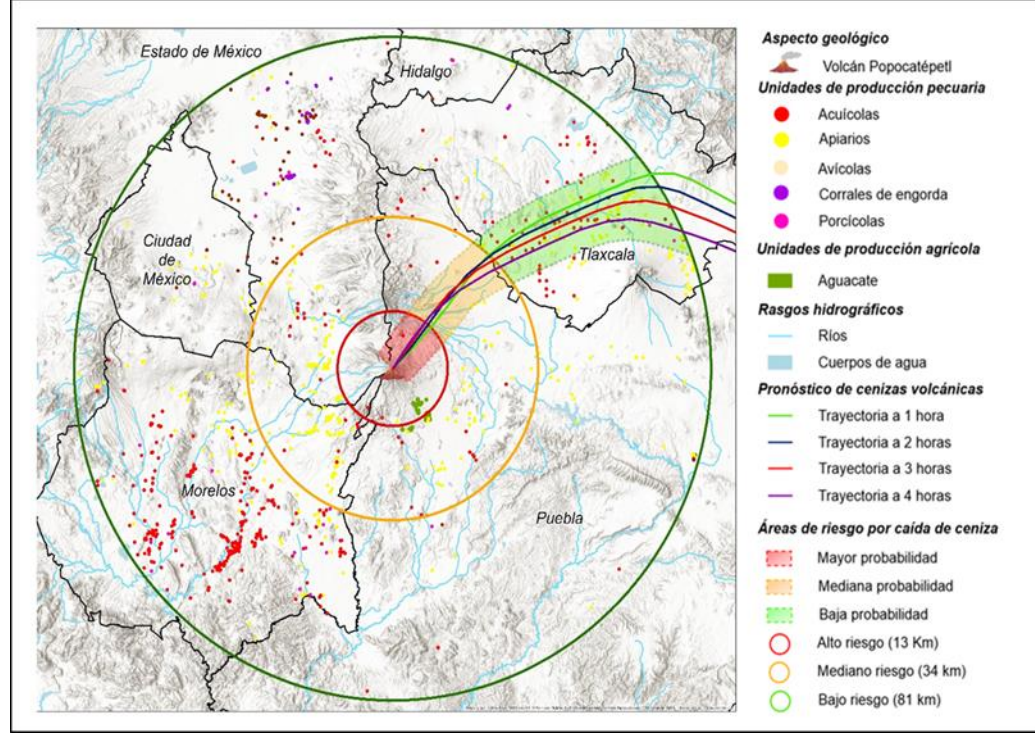 Estado de México
Hidalgo
Ciudad
de
México
Tlaxcala
Morelos
Puebla
Aspecto geológico
Volcán Popocatépetl
Unidades de producción pecuaria
Acuícolas
Apiarios
Avícolas
Corrales de engorda
Porcícolas
Unidades de producción agrícola
Aguacate
Rasgos hidrográficos
Ríos
Cuerpos de agua
Pronóstico de cenizas volcánicas
Trayectoria a 1 hora
Trayectoria a 2 horas
Trayectoria a 3 horas
Trayectoria a 4 horas
Áreas de riesgo por caída de ceniza
Mayor probabilidad
Mediana probabilidad
Baja probabilidad
Alto riesgo (13 Km)
Mediano riesgo (34 km)
Bajo riesgo (81 km)